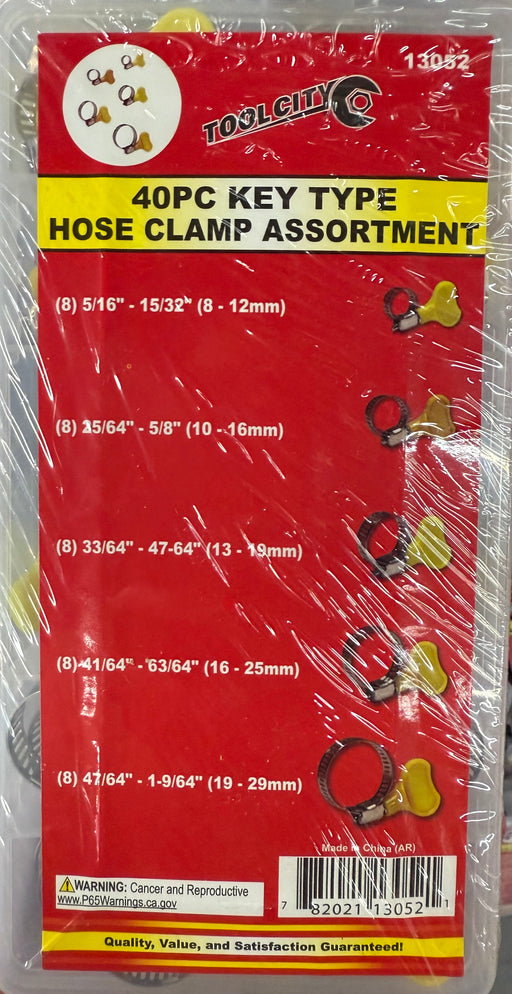 13052
TOOL CITY
40PC KEY TYPE
HOSE CLAMP ASSORTMENT
(8) 5/16" - 15/32" (8 - 12mm)
(8) 25/64" - 5/8" (10 - 16mm)
(8) 33/64" - 47-64" (13 - 19mm)
(8) 41/64" - 63/64" (16 - 25mm)
(8) 47/64" - 1-9/64" (19 - 29mm)
Made in China (AR)
WARNING: Cancer and Reproductive
www.P65Warnings.ca.gov
7 82021 13052 1
Quality, Value, and Satisfaction Guaranteed!